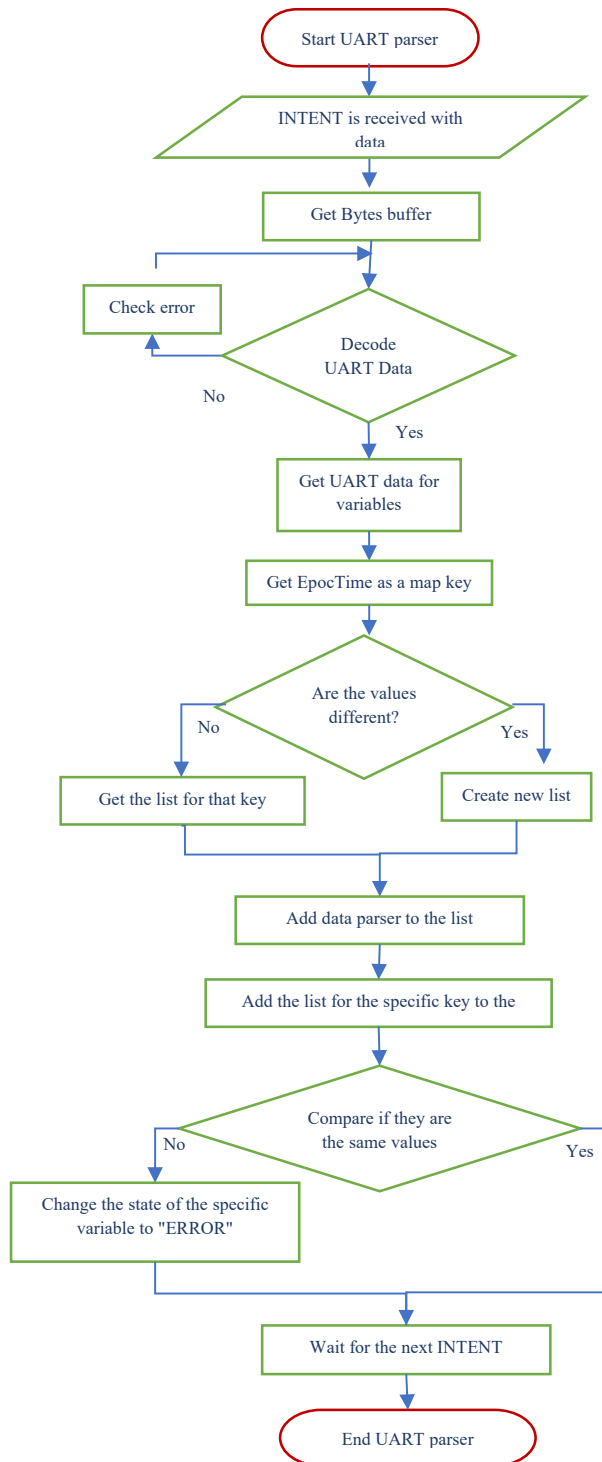 Start UART parser
INTENT is received with
data
Get Bytes buffer
Check error
Decode
UART Data
No
Yes
Get UART data for
variables
Get EpocTime as a map key
Are the values
different?
No
Yes
Get the list for that key
Create new list
Add data parser to the list
Add the list for the specific key to the
Compare if they are
the same values
No
Yes
Change the state of the specific
variable to "ERROR"
Wait for the next INTENT
End UART parser